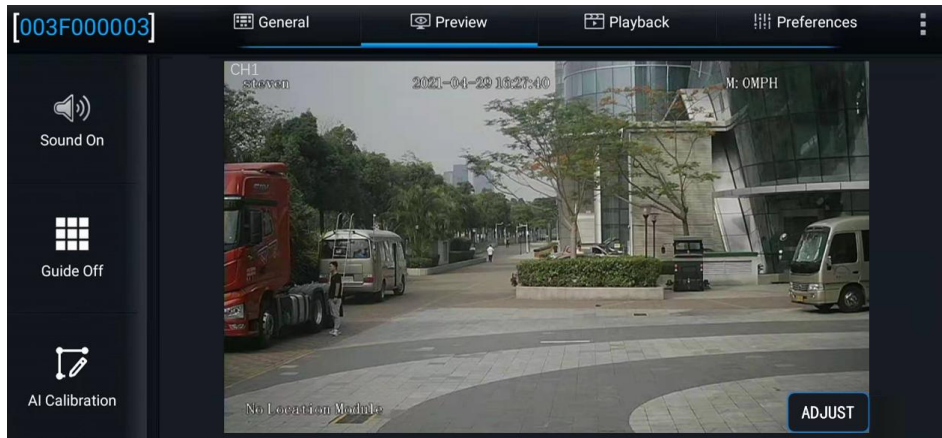 [003F000003]
General
Preview
Playback
Preferences
Sound On
Guide Off
AI Calibration
CH1
steven
2021-04-29 16:27:40
M: 0MPH
No Location Module
ADJUST